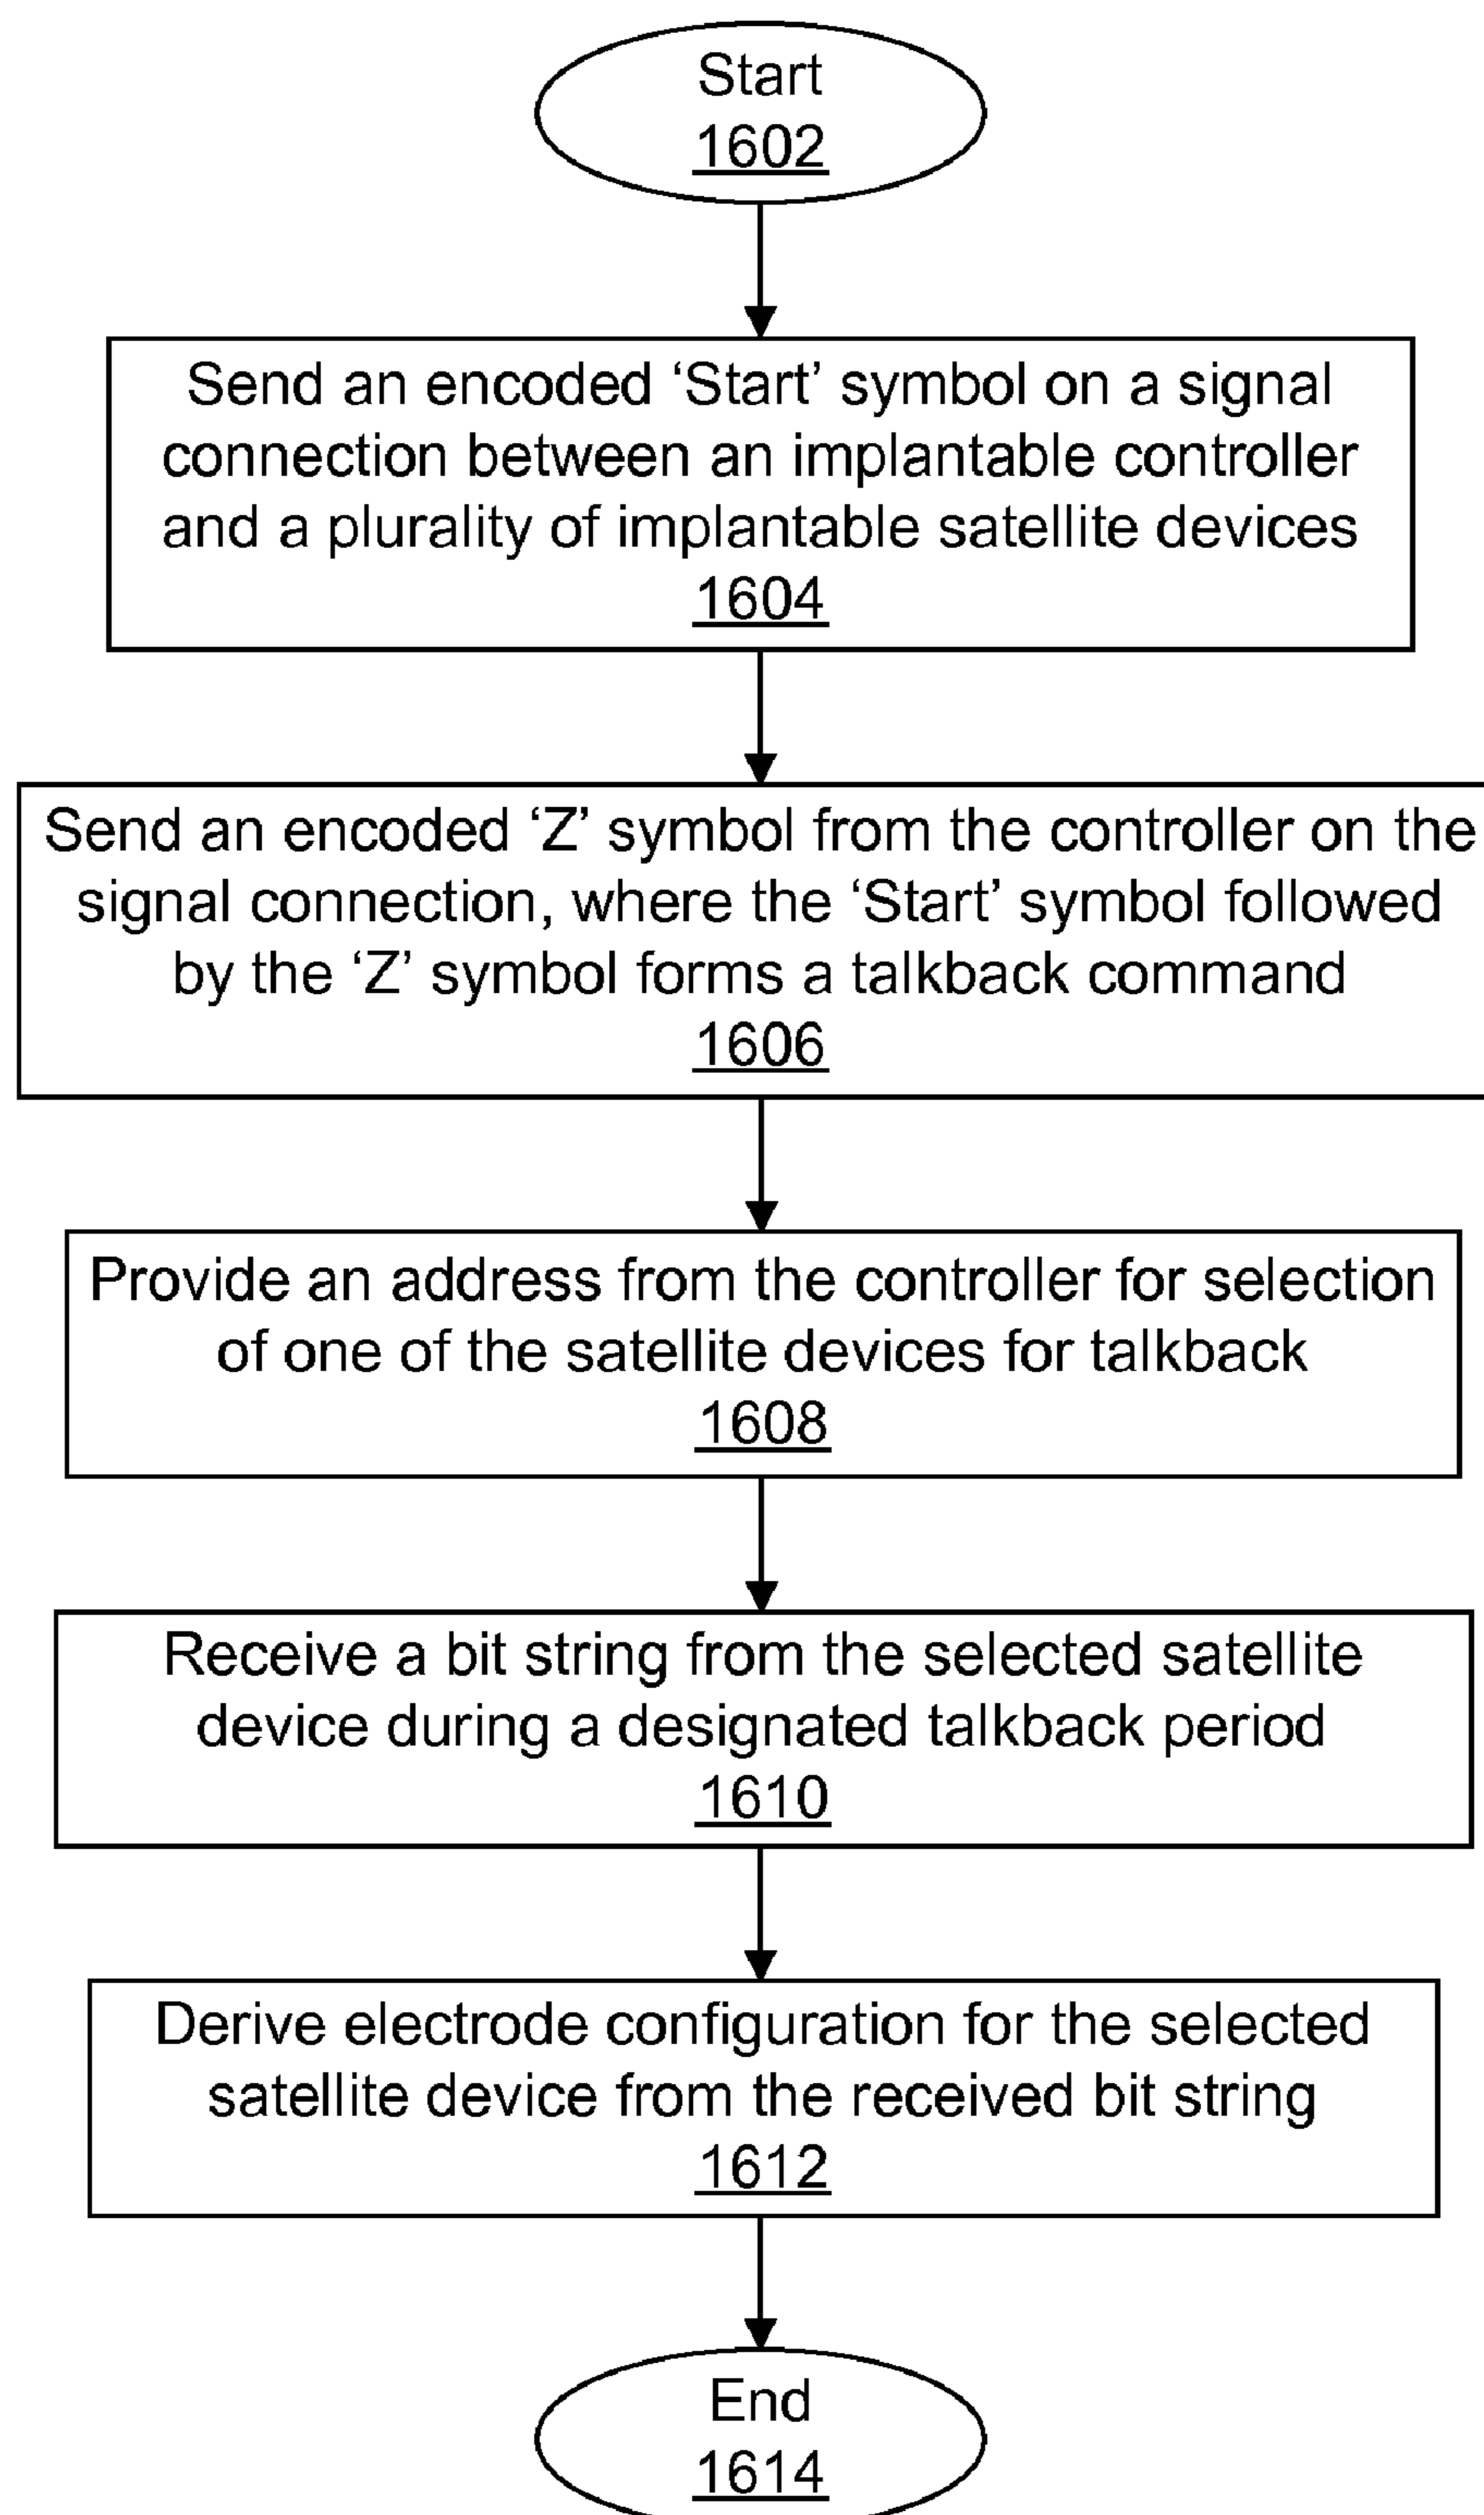 Start
1602
Send an encoded ‘Start’ symbol on a signal
connection between an implantable controller
and a plurality of implantable satellite devices
1604
Send an encoded ‘Z’ symbol from the controller on the
signal connection, where the ‘Start’ symbol followed
by the ‘Z’ symbol forms a talkback command
1606
Provide an address from the controller for selection
of one of the satellite devices for talkback
1608
Receive a bit string from the selected satellite
device during a designated talkback period
1610
Derive electrode configuration for the selected
satellite device from the received bit string
1612
End
1614